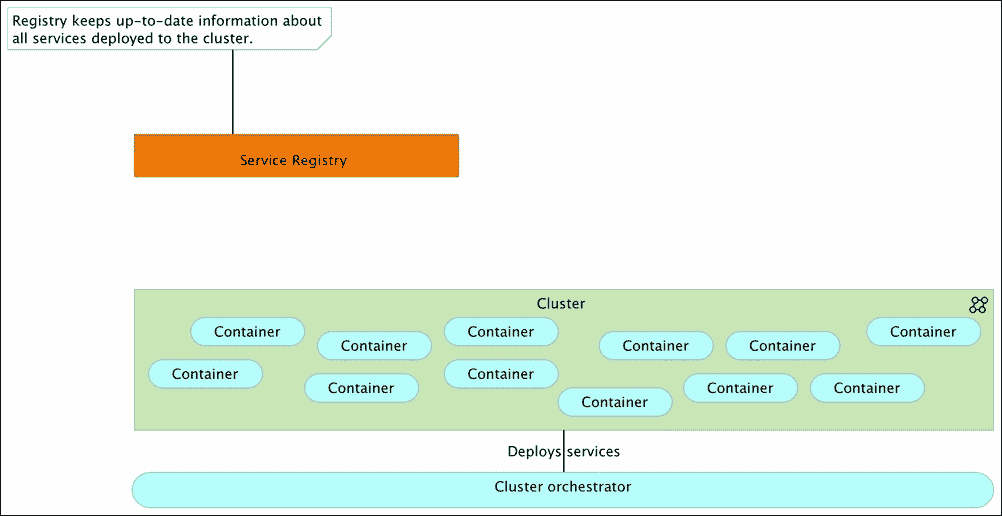 Registry keeps up-to-date information about
all services deployed to the cluster.
Service Registry
Cluster
Container
Container
Container
Container
Container
Container
Container
Container
Container
Container
Container
Container
Deploys services
Cluster orchestrator